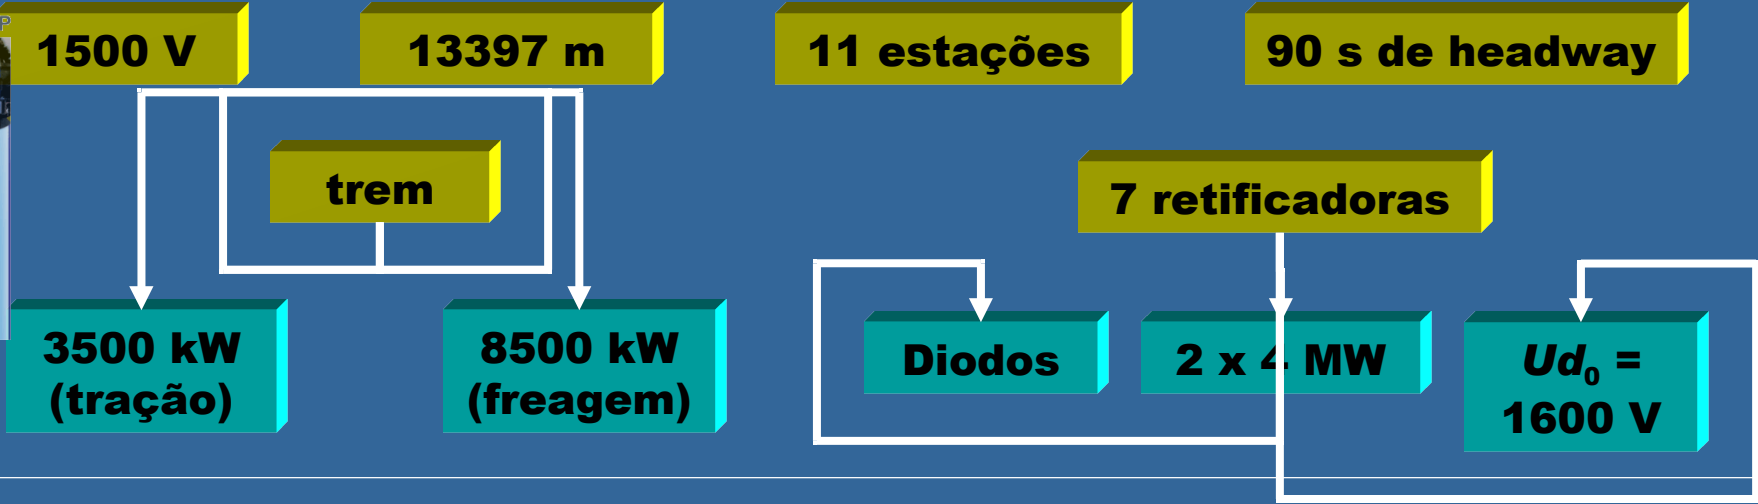 1500 V
13397 m
11 estações
90 s de headway
trem
7 retificadoras
3500 kW
(tração)
8500 kW
(freagem)
Diodos
2 x 4 MW
Ud₀ =
1600 V